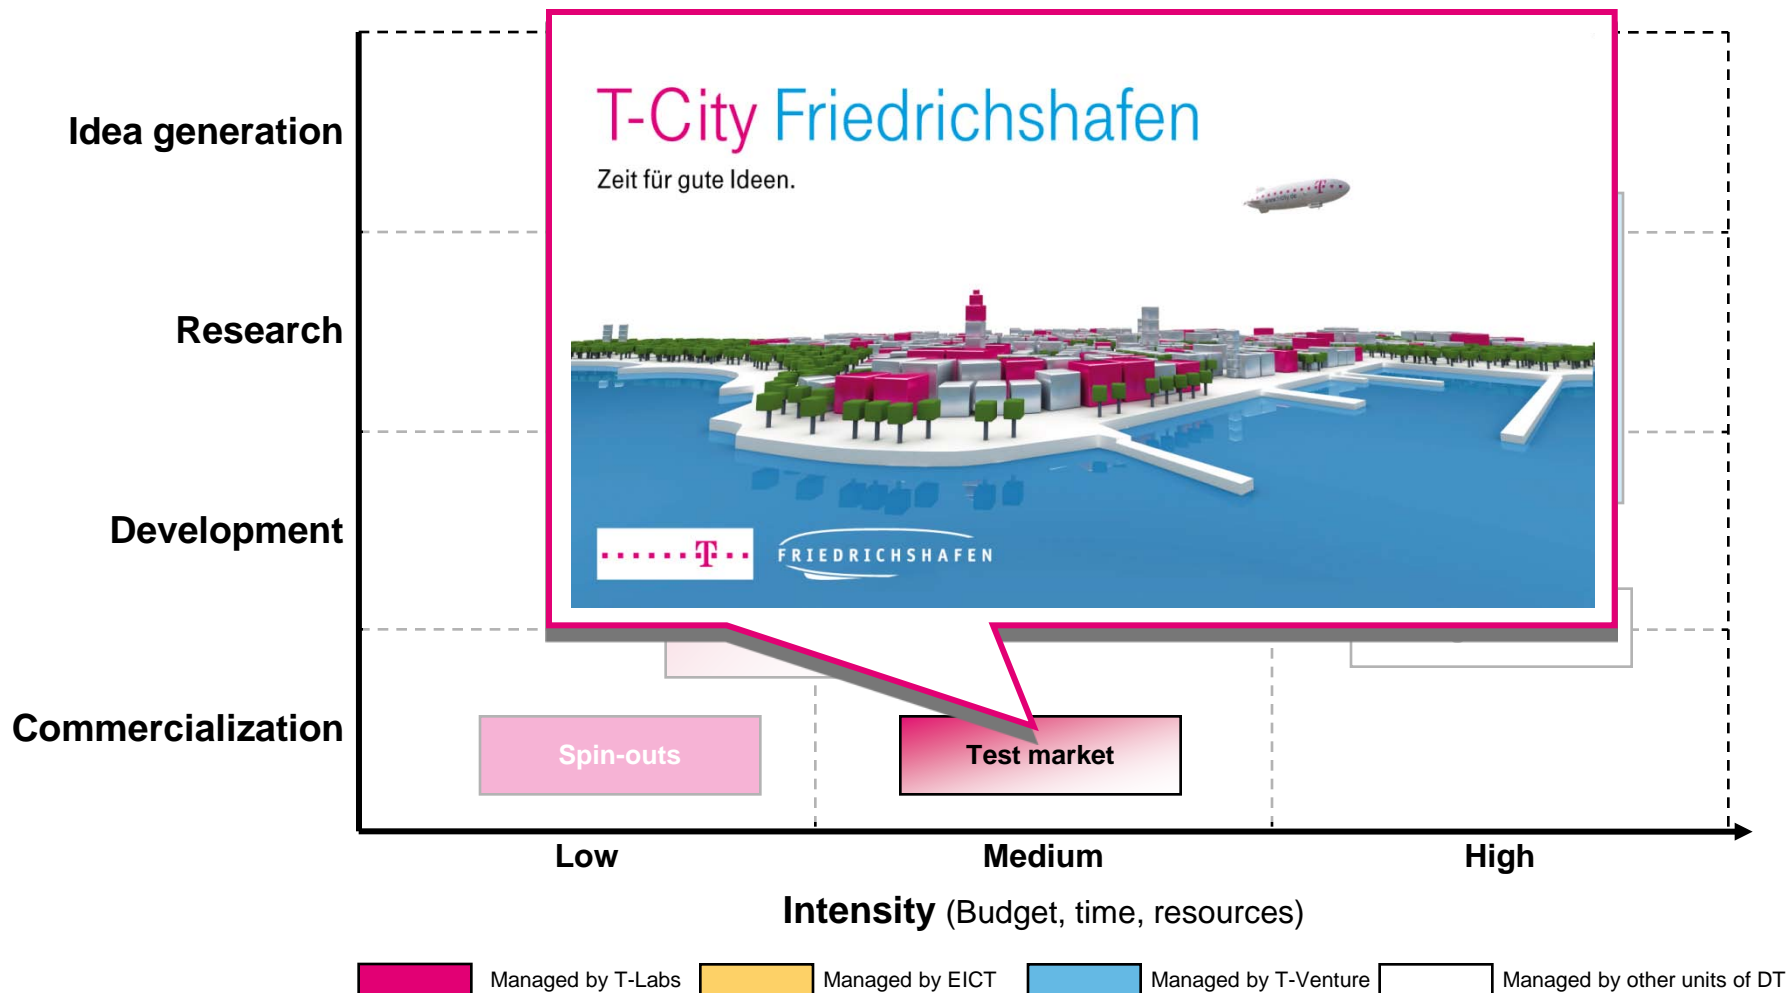 T-City Friedrichshafen
Zeit für gute Ideen.
Idea generation
Research
Development
Commercialization
T
FRIEDRICHSHAFEN
Spin-outs
Test market
Low
Medium
High
Intensity (Budget, time, resources)
Managed by T-Labs
Managed by EICT
Managed by T-Venture
Managed by other units of DT